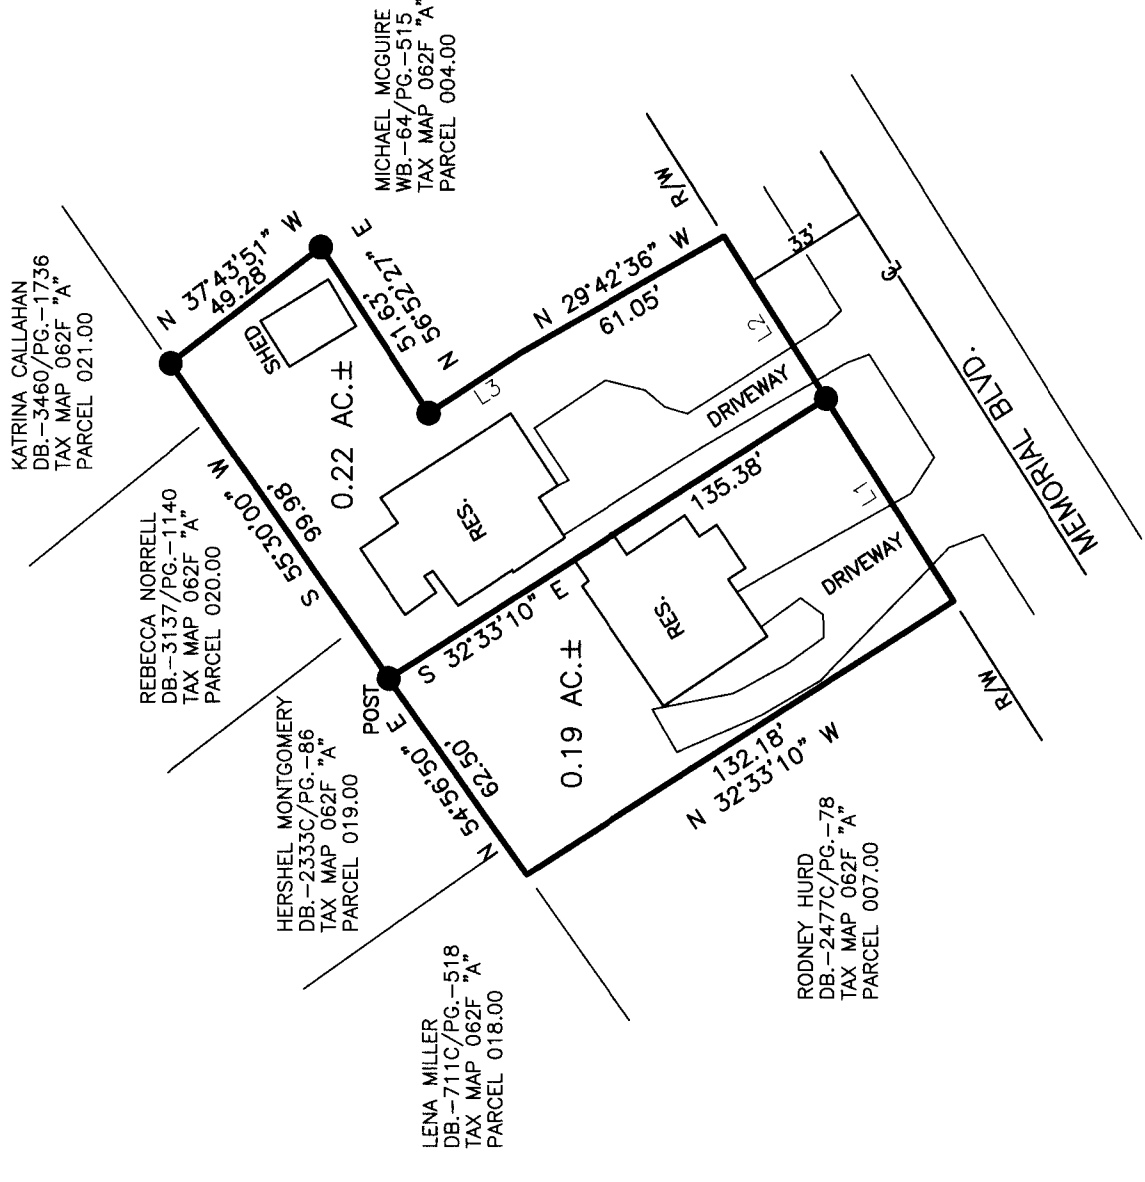 KATRINA CALLAHAN
DB.-3460/PG.-1736
TAX MAP 062F "A"
PARCEL 021.00
MICHAEL MCGUIRE
WB.-64/PG.-515
TAX MAP 062F "A"
PARCEL 004.00
REBECCA NORRELL
DB.-3137/PG.-1140
TAX MAP 062F "A"
PARCEL 020.00
HERSHEL MONTGOMERY
DB.-2333C/PG.-86
TAX MAP 062F "A"
PARCEL 019.00
LENA MILLER
DB.-711C/PG.-518
TAX MAP 062F "A"
PARCEL 018.00
RODNEY HURD
DB.-2477C/PG.-78
TAX MAP 062F "A"
PARCEL 007.00
N 37°43'51" W
49.28'
SHED
51.63'
N 56°52'27" E
L3
N 29°42'36" W
61.05'
R/W
33'
L2
0.22 AC.±
S 55°30'00" W
99.98'
RES.
DRIVEWAY
135.38'
S 32°33'10" E
POST
N 54°56'50" E
62.50'
0.19 AC.±
RES.
DRIVEWAY
L1
132.18'
N 32°33'10" W
R/W
MEMORIAL BLVD.